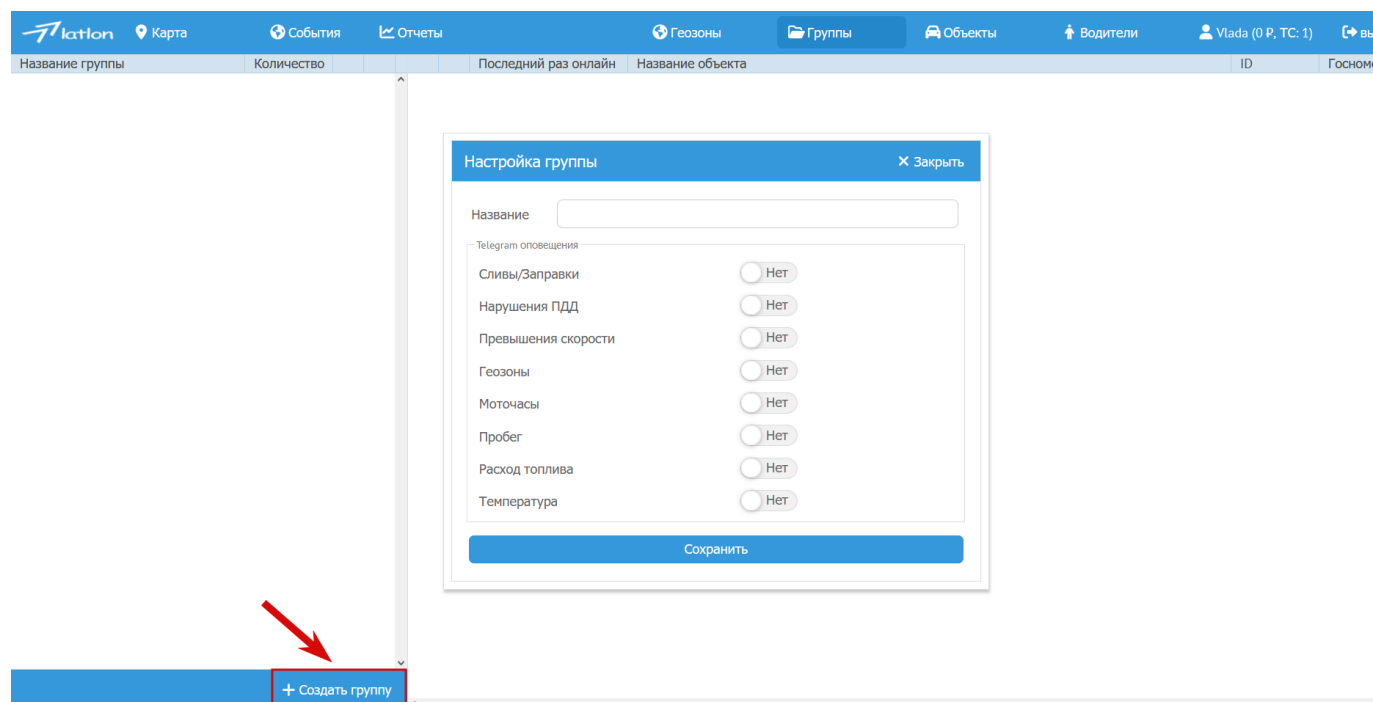 latlon Карта События Отчеты Геозоны Группы Объекты Водители Vlada (0 ₽, ТС: 1)
Название группы Количество Последний раз онлайн Название объекта ID
Настройка группы × Закрыть
Название
Telegram оповещения
Сливы/Заправки Нет
Нарушения ПДД Нет
Превышения скорости Нет
Геозоны Нет
Моточасы Нет
Пробег Нет
Расход топлива Нет
Температура Нет
Сохранить
+ Создать группу